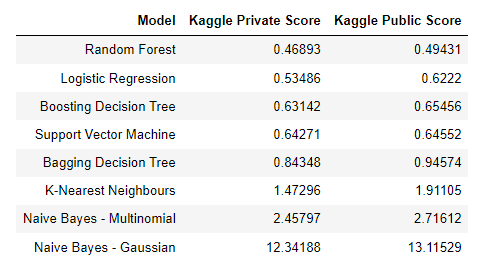 Model Kaggle Private Score Kaggle Public Score
Random Forest 0.46893 0.49431
Logistic Regression 0.53486 0.6222
Boosting Decision Tree 0.63142 0.65456
Support Vector Machine 0.64271 0.64552
Bagging Decision Tree 0.84348 0.94574
K-Nearest Neighbours 1.47296 1.91105
Naive Bayes - Multinomial 2.45797 2.71612
Naive Bayes - Gaussian 12.34188 13.11529